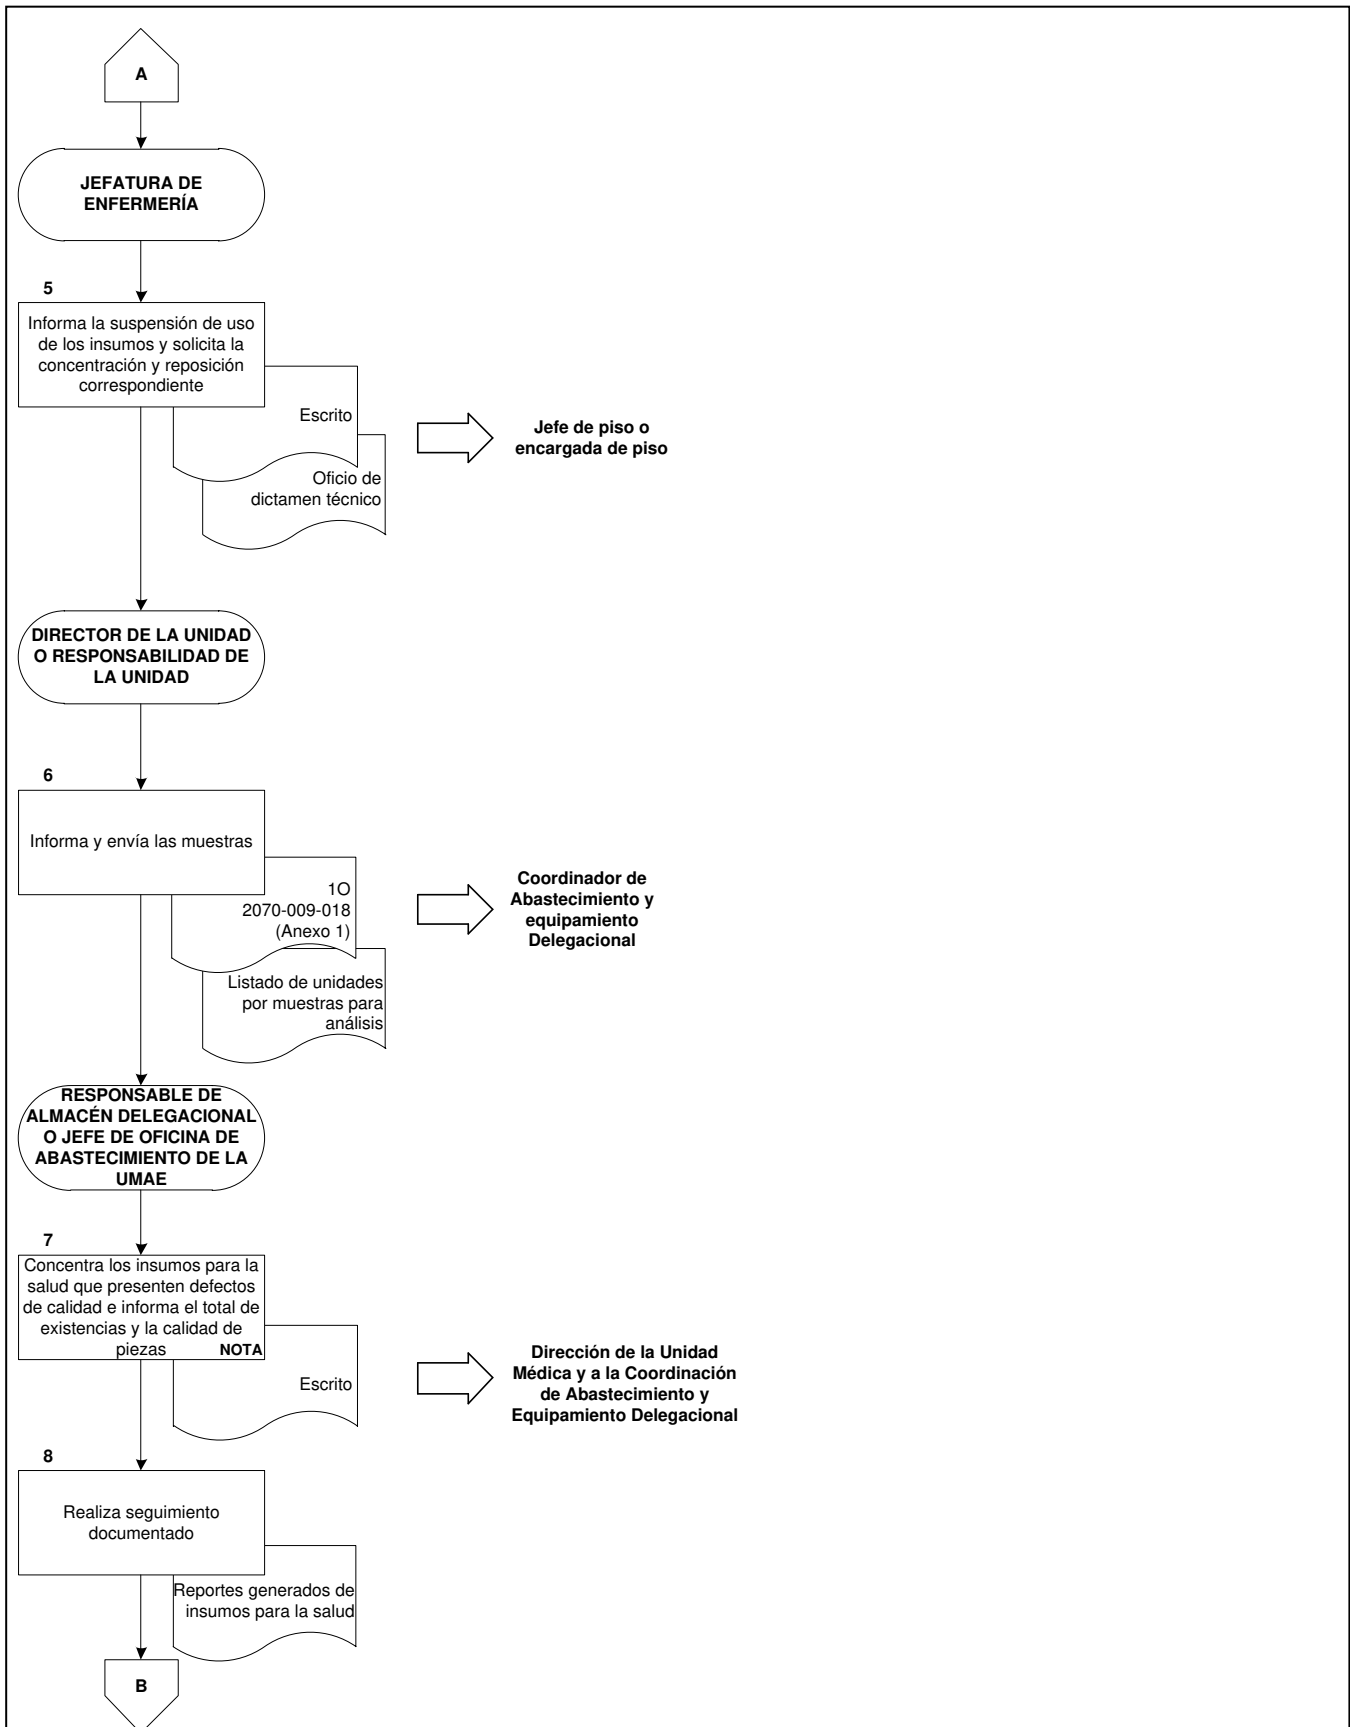 A
JEFATURA DE
ENFERMERÍA
5
Informa la suspensión de uso
de los insumos y solicita la
concentración y reposición
correspondiente
Escrito
Oficio de
dictamen técnico
Jefe de piso o
encargada de piso
DIRECTOR DE LA UNIDAD
O RESPONSABILIDAD DE
LA UNIDAD
6
Informa y envía las muestras
1O
2070-009-018
(Anexo 1)
Listado de unidades
por muestras para
análisis
Coordinador de
Abastecimiento y
equipamiento
Delegacional
RESPONSABLE DE
ALMACÉN DELEGACIONAL
O JEFE DE OFICINA DE
ABASTECIMIENTO DE LA
UMAE
7
Concentra los insumos para la
salud que presenten defectos
de calidad e informa el total de
existencias y la calidad de
piezas NOTA
Escrito
Dirección de la Unidad
Médica y a la Coordinación
de Abastecimiento y
Equipamiento Delegacional
8
Realiza seguimiento
documentado
Reportes generados de
insumos para la salud
B